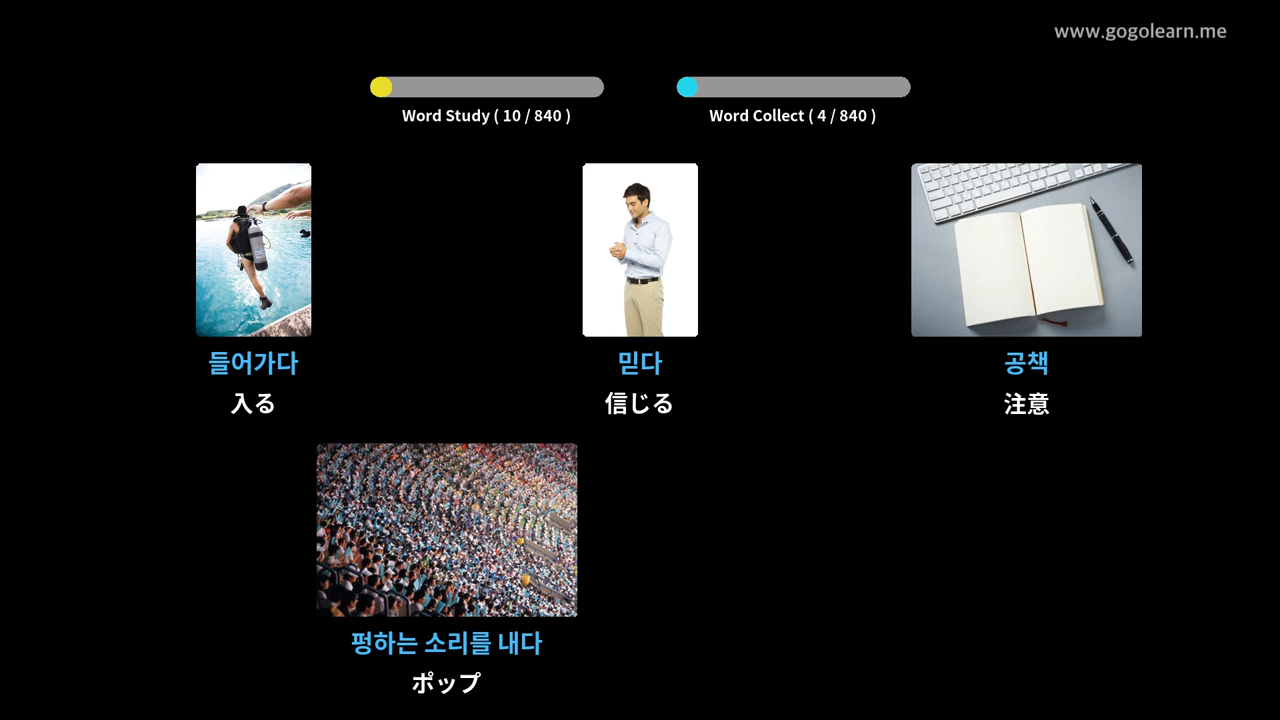 www.gogolearn.me
Word Study ( 10 / 840 )
Word Collect ( 4 / 840 )
들어가다
入る
믿다
信じる
공책
注意
펑하는 소리를 내다
ポップ